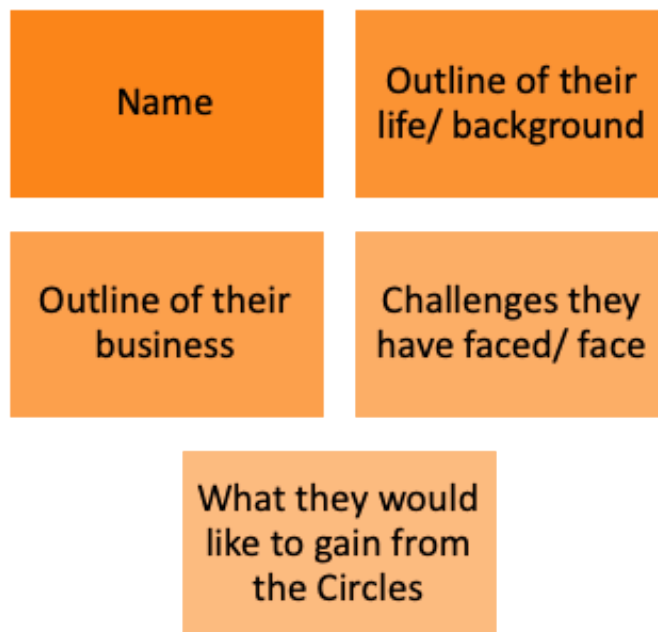 Name
Outline of their
life/ background
Outline of their
business
Challenges they
have faced/ face
What they would
like to gain from
the Circles